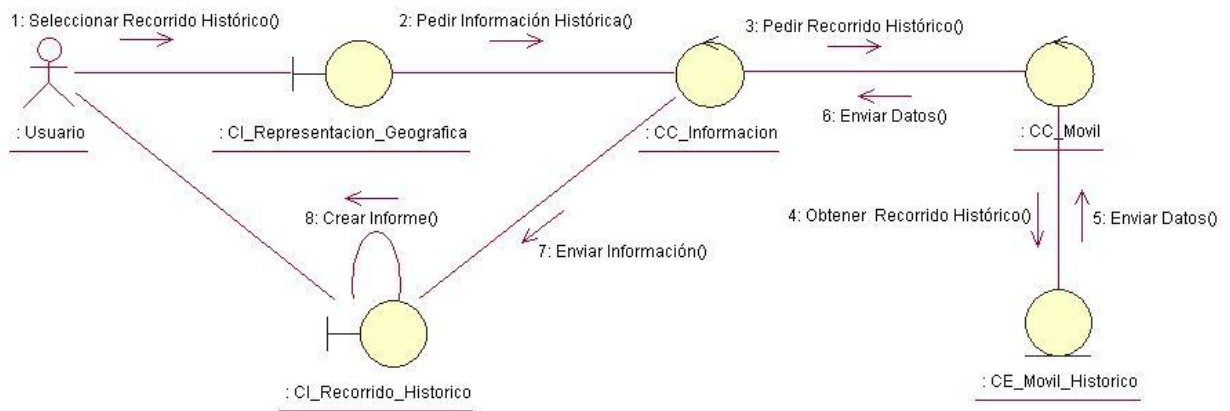 1: Seleccionar Recorrido Histórico()
2: Pedir Información Histórica()
3: Pedir Recorrido Histórico()
6: Enviar Datos()
: Usuario
: CI_Representacion_Geografica
: CC_Informacion
: CC_Movil
8: Crear Informe()
4: Obtener Recorrido Histórico()
5: Enviar Datos()
7: Enviar Información()
: CI_Recorrido_Historico
: CE_Movil_Historico